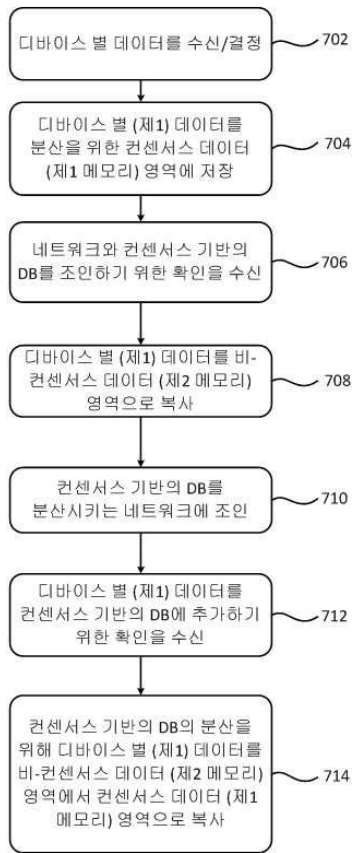 디바이스 별 데이터를 수신/결정
702
디바이스 별 (제1) 데이터를
분산을 위한 컨센서스 데이터
(제1 메모리) 영역에 저장
704
네트워크와 컨센서스 기반의
DB를 조인하기 위한 확인을 수신
706
디바이스 별 (제1) 데이터를 비-
컨센서스 데이터 (제2 메모리)
영역으로 복사
708
컨센서스 기반의 DB를
분산시키는 네트워크에 조인
710
디바이스 별 (제1) 데이터를
컨센서스 기반의 DB에 추가하기
위한 확인을 수신
712
컨센서스 기반의 DB의 분산을
위해 디바이스 별 (제1) 데이터를
비-컨센서스 데이터 (제2 메모리)
영역에서 컨센서스 데이터 (제1
메모리) 영역으로 복사
714